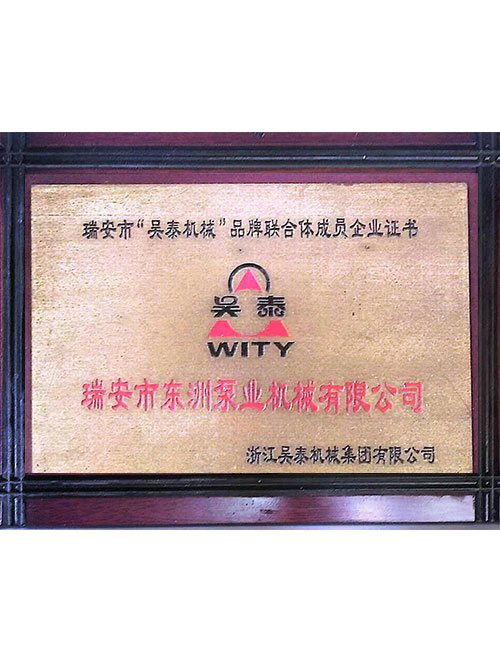 瑞安市“吴泰机械”品牌联合体成员企业证书
吴泰
WITY
瑞安市东洲泵业机械有限公司
浙江吴泰机械集团有限公司